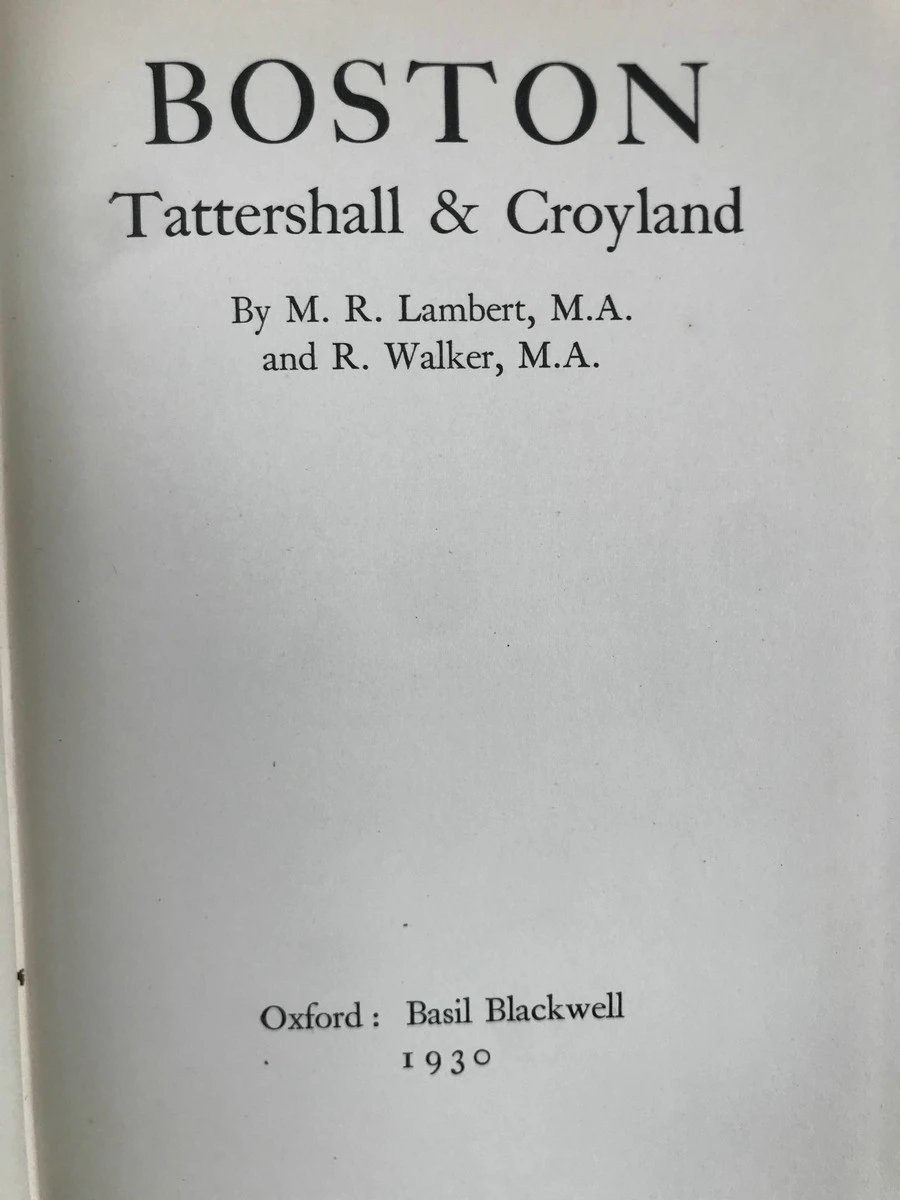 BOSTON
Tattershall & Croyland
By M. R. Lambert, M.A.
and R. Walker, M.A.
Oxford: Basil Blackwell
1930